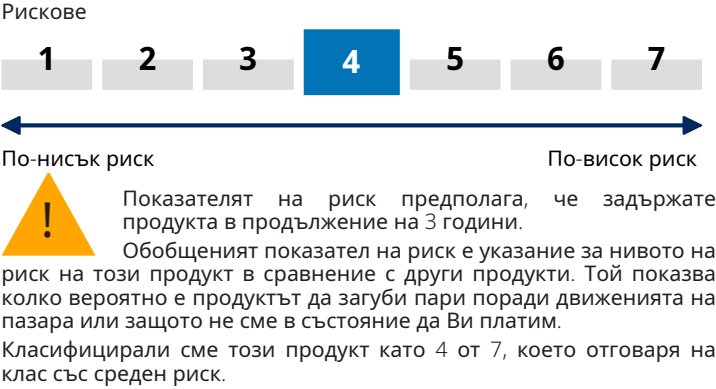 Рискове
1 2 3 4 5 6 7
По-нисък риск По-висок риск
!
Показателят на риск предполага, че задържате
продукта в продължение на 3 години.
Обобщеният показател на риск е указание за нивото на
риск на този продукт в сравнение с други продукти. Той показва
колко вероятно е продуктът да загуби пари поради движенията на
пазара или защото не сме в състояние да Ви платим.
Класифицирали сме този продукт като 4 от 7, което отговаря на
клас със среден риск.